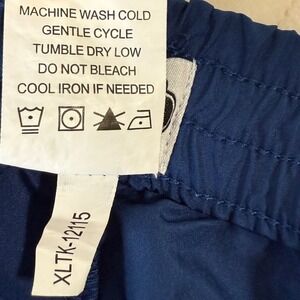 MACHINE WASH COLD
GENTLE CYCLE
TUMBLE DRY LOW
DO NOT BLEACH
COOL IRON IF NEEDED
XLTK-12115